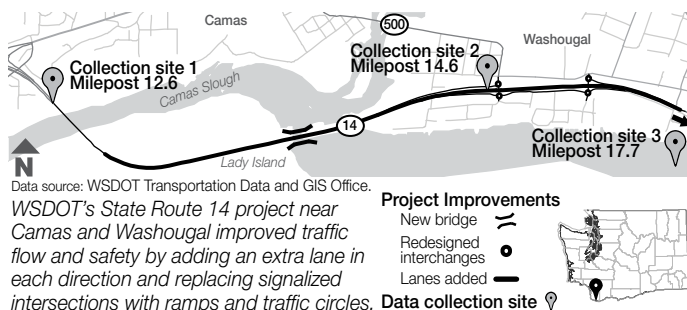 Camas
500
Washougal
Collection site 1
Milepost 12.6
Collection site 2
Milepost 14.6
Camas Slough
14
Collection site 3
Milepost 17.7
Lady Island
N
Data source: WSDOT Transportation Data and GIS Office.
WSDOT's State Route 14 project near
Camas and Washougal improved traffic
flow and safety by adding an extra lane in
each direction and replacing signalized
intersections with ramps and traffic circles.
Project Improvements
New bridge
Redesigned
interchanges
Lanes added
Data collection site